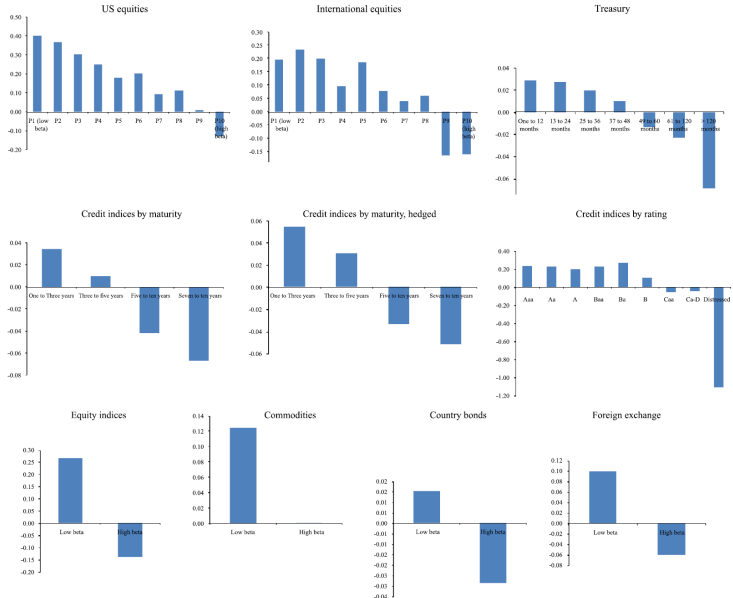 US equities
0.50
0.40
0.30
0.20
0.10
0.00
-0.10
-0.20
P1 (low beta)
P2
P3
P4
P5
P6
P7
P8
P9
P10 (high beta)
International equities
0.30
0.25
0.20
0.15
0.10
0.05
0.00
-0.05
-0.10
-0.15
P1 (low beta)
P2
P3
P4
P5
P6
P7
P8
P9
P10 (high beta)
Treasury
0.04
0.02
0.00
-0.02
-0.04
-0.06
One to 12 months
13 to 24 months
25 to 36 months
37 to 48 months
49 to 60 months
61 to 120 months
> 120 months
Credit indices by maturity
0.04
0.02
0.00
-0.02
-0.04
-0.06
-0.08
One to Three years
Three to five years
Five to ten years
Seven to ten years
Credit indices by maturity, hedged
0.06
0.04
0.02
0.00
-0.02
-0.04
-0.06
One to Three years
Three to five years
Five to ten years
Seven to ten years
Credit indices by rating
0.40
0.20
0.00
-0.20
-0.40
-0.60
-0.80
-1.00
-1.20
Aaa
Aa
A
Baa
Ba
B
Caa
Ca-D
Distressed
Equity indices
0.30
0.25
0.20
0.15
0.10
0.05
0.00
-0.05
-0.10
-0.15
-0.20
Low beta
High beta
Commodities
0.14
0.12
0.10
0.08
0.06
0.04
0.02
0.00
Low beta
High beta
Country bonds
0.02
0.02
0.01
0.01
0.00
-0.01
-0.01
-0.02
-0.02
-0.03
-0.03
-0.04
Low beta
High beta
Foreign exchange
0.12
0.10
0.08
0.06
0.04
0.02
0.00
-0.02
-0.04
-0.06
-0.08
Low beta
High beta